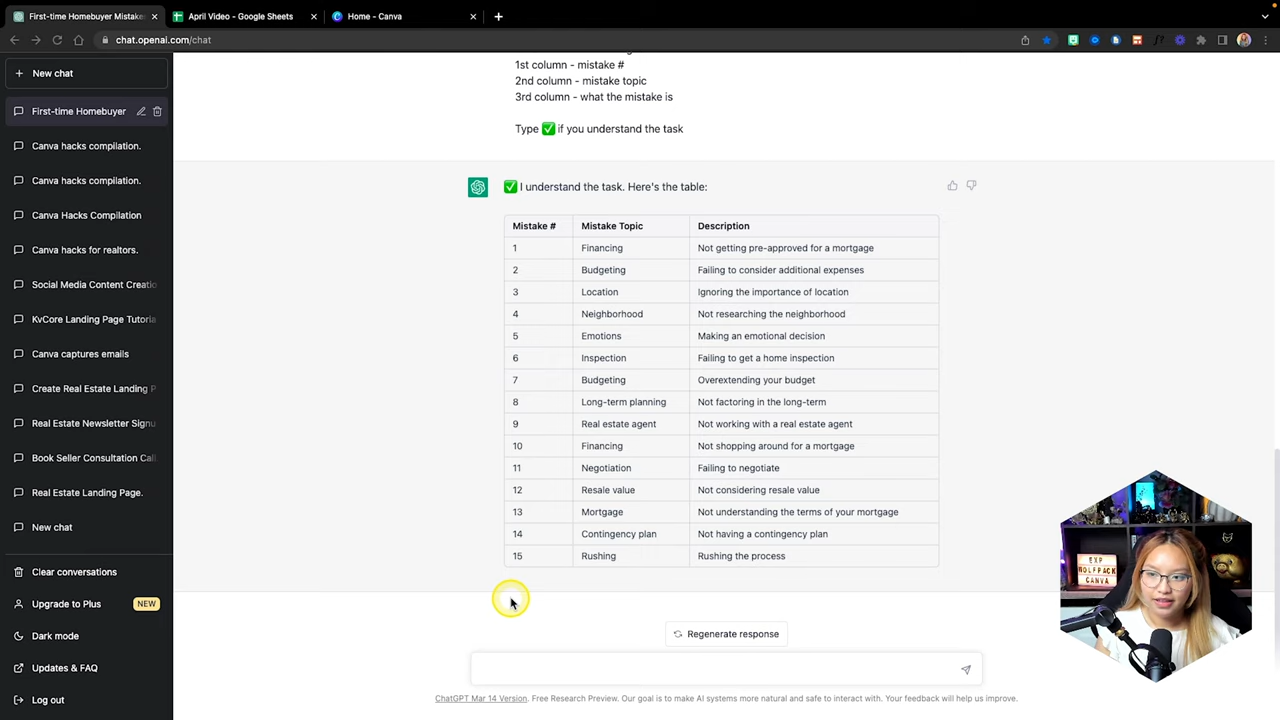 First-time Homebuyer Mistake
April Video - Google Sheets
Home - Canva
chat.openai.com/chat
New chat
First-time Homebuyer
Canva hacks compilation.
Canva hacks compilation.
Canva Hacks Compilation
Canva hacks for realtors.
Social Media Content Creatio
KvCore Landing Page Tutoria
Canva captures emails
Create Real Estate Landing P
Real Estate Newsletter Signu
Book Seller Consultation Call.
Real Estate Landing Page.
New chat
Clear conversations
Upgrade to Plus NEW
Dark mode
Updates & FAQ
Log out
1st column - mistake #
2nd column - mistake topic
3rd column - what the mistake is
Type ✅ if you understand the task
✅ I understand the task. Here's the table:
Mistake # Mistake Topic Description
1 Financing Not getting pre-approved for a mortgage
2 Budgeting Failing to consider additional expenses
3 Location Ignoring the importance of location
4 Neighborhood Not researching the neighborhood
5 Emotions Making an emotional decision
6 Inspection Failing to get a home inspection
7 Budgeting Overextending your budget
8 Long-term planning Not factoring in the long-term
9 Real estate agent Not working with a real estate agent
10 Financing Not shopping around for a mortgage
11 Negotiation Failing to negotiate
12 Resale value Not considering resale value
13 Mortgage Not understanding the terms of your mortgage
14 Contingency plan Not having a contingency plan
15 Rushing Rushing the process
Regenerate response
ChatGPT Mar 14 Version. Free Research Preview. Our goal is to make AI systems more natural and safe to interact with. Your feedback will help us improve.
EXP
WOLFPACK
CANVA